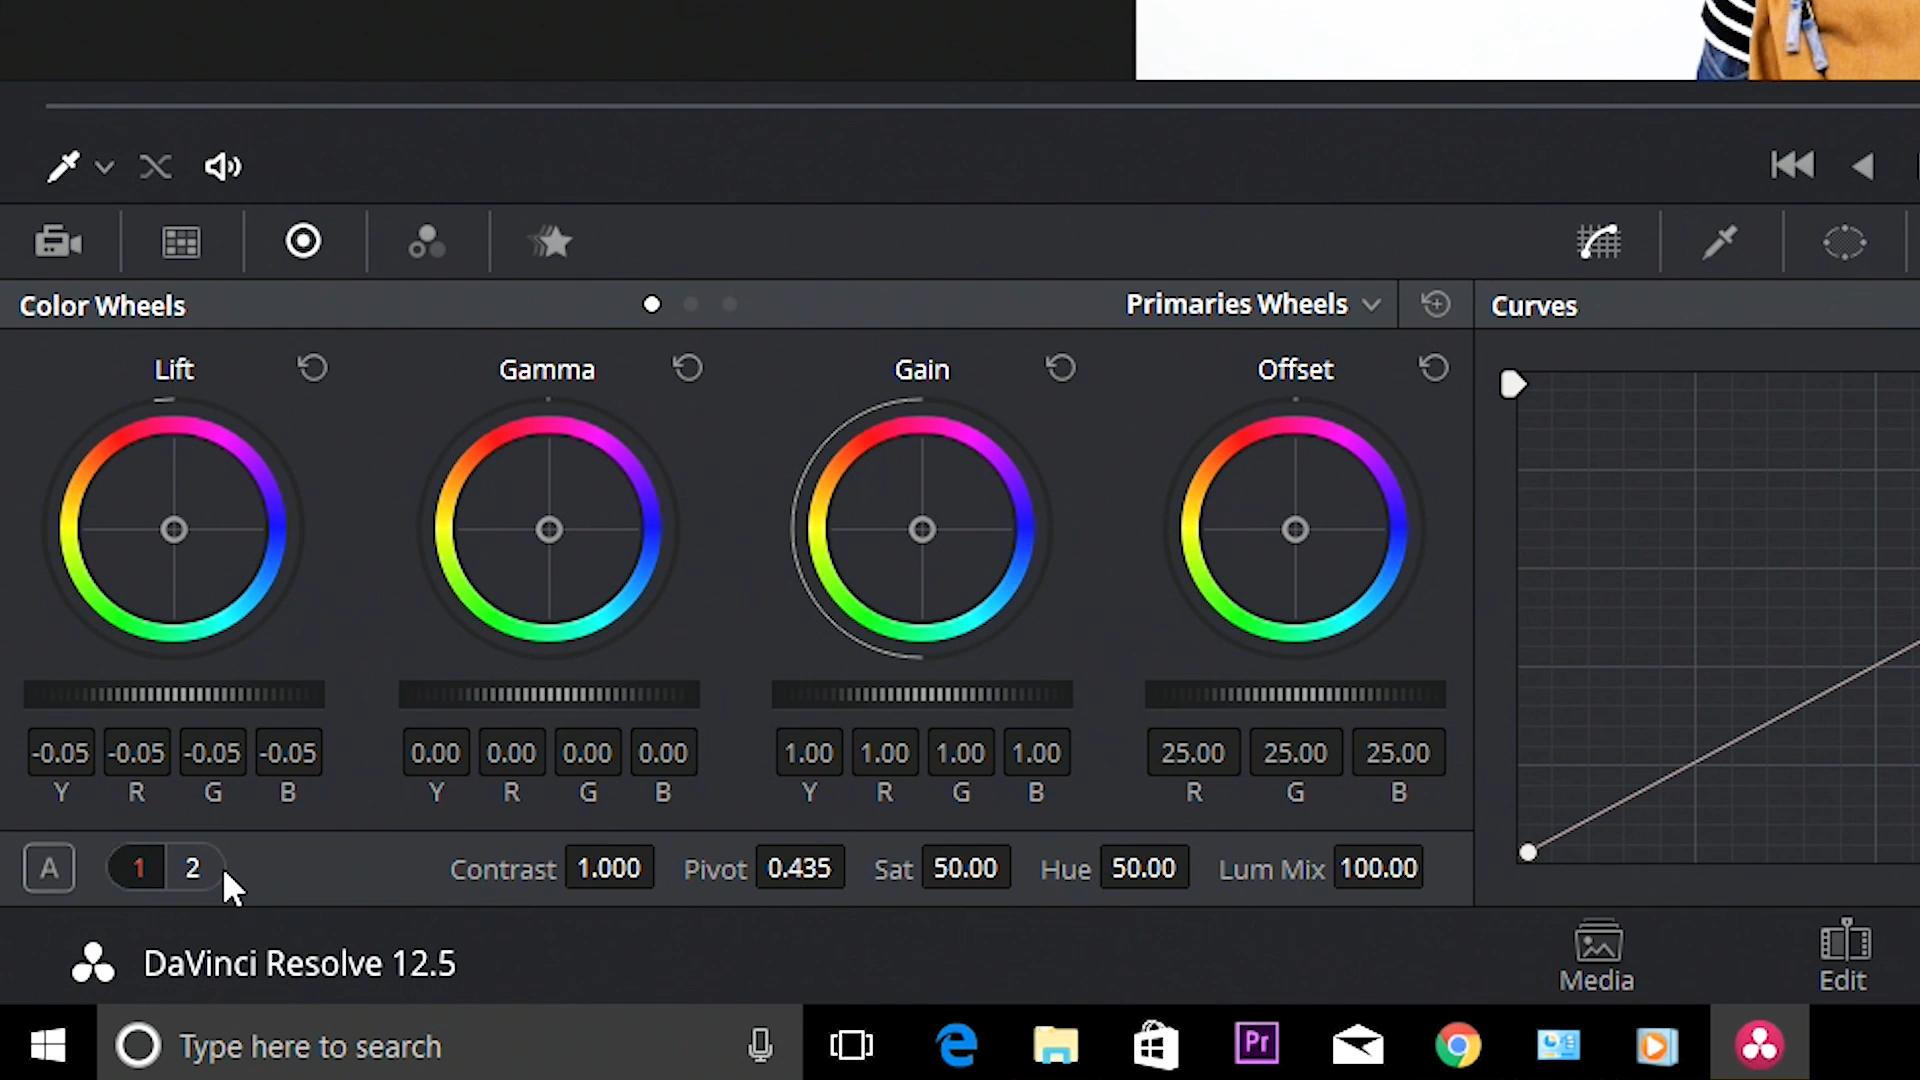 Color Wheels
Primaries Wheels
Curves
Lift
Gamma
Gain
Offset
-0.05 -0.05 -0.05 -0.05
0.00 0.00 0.00 0.00
1.00 1.00 1.00 1.00
25.00 25.00 25.00
Y R G B
Y R G B
Y R G B
R G B
A
1 2
Contrast 1.000
Pivot 0.435
Sat 50.00
Hue 50.00
Lum Mix 100.00
DaVinci Resolve 12.5
Media
Edit
Type here to search
Pr